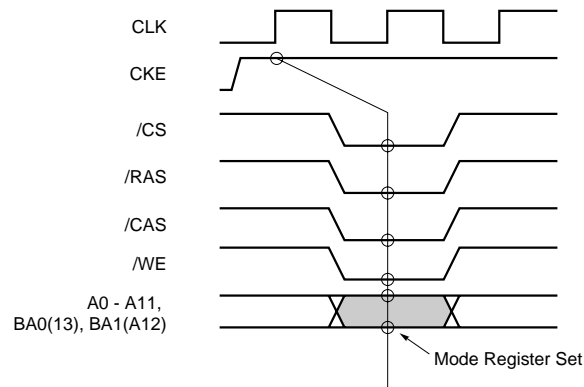 CLK
CKE
/CS
/RAS
/CAS
/WE
A0 - A11,
BA0(13), BA1(A12)
Mode Register Set